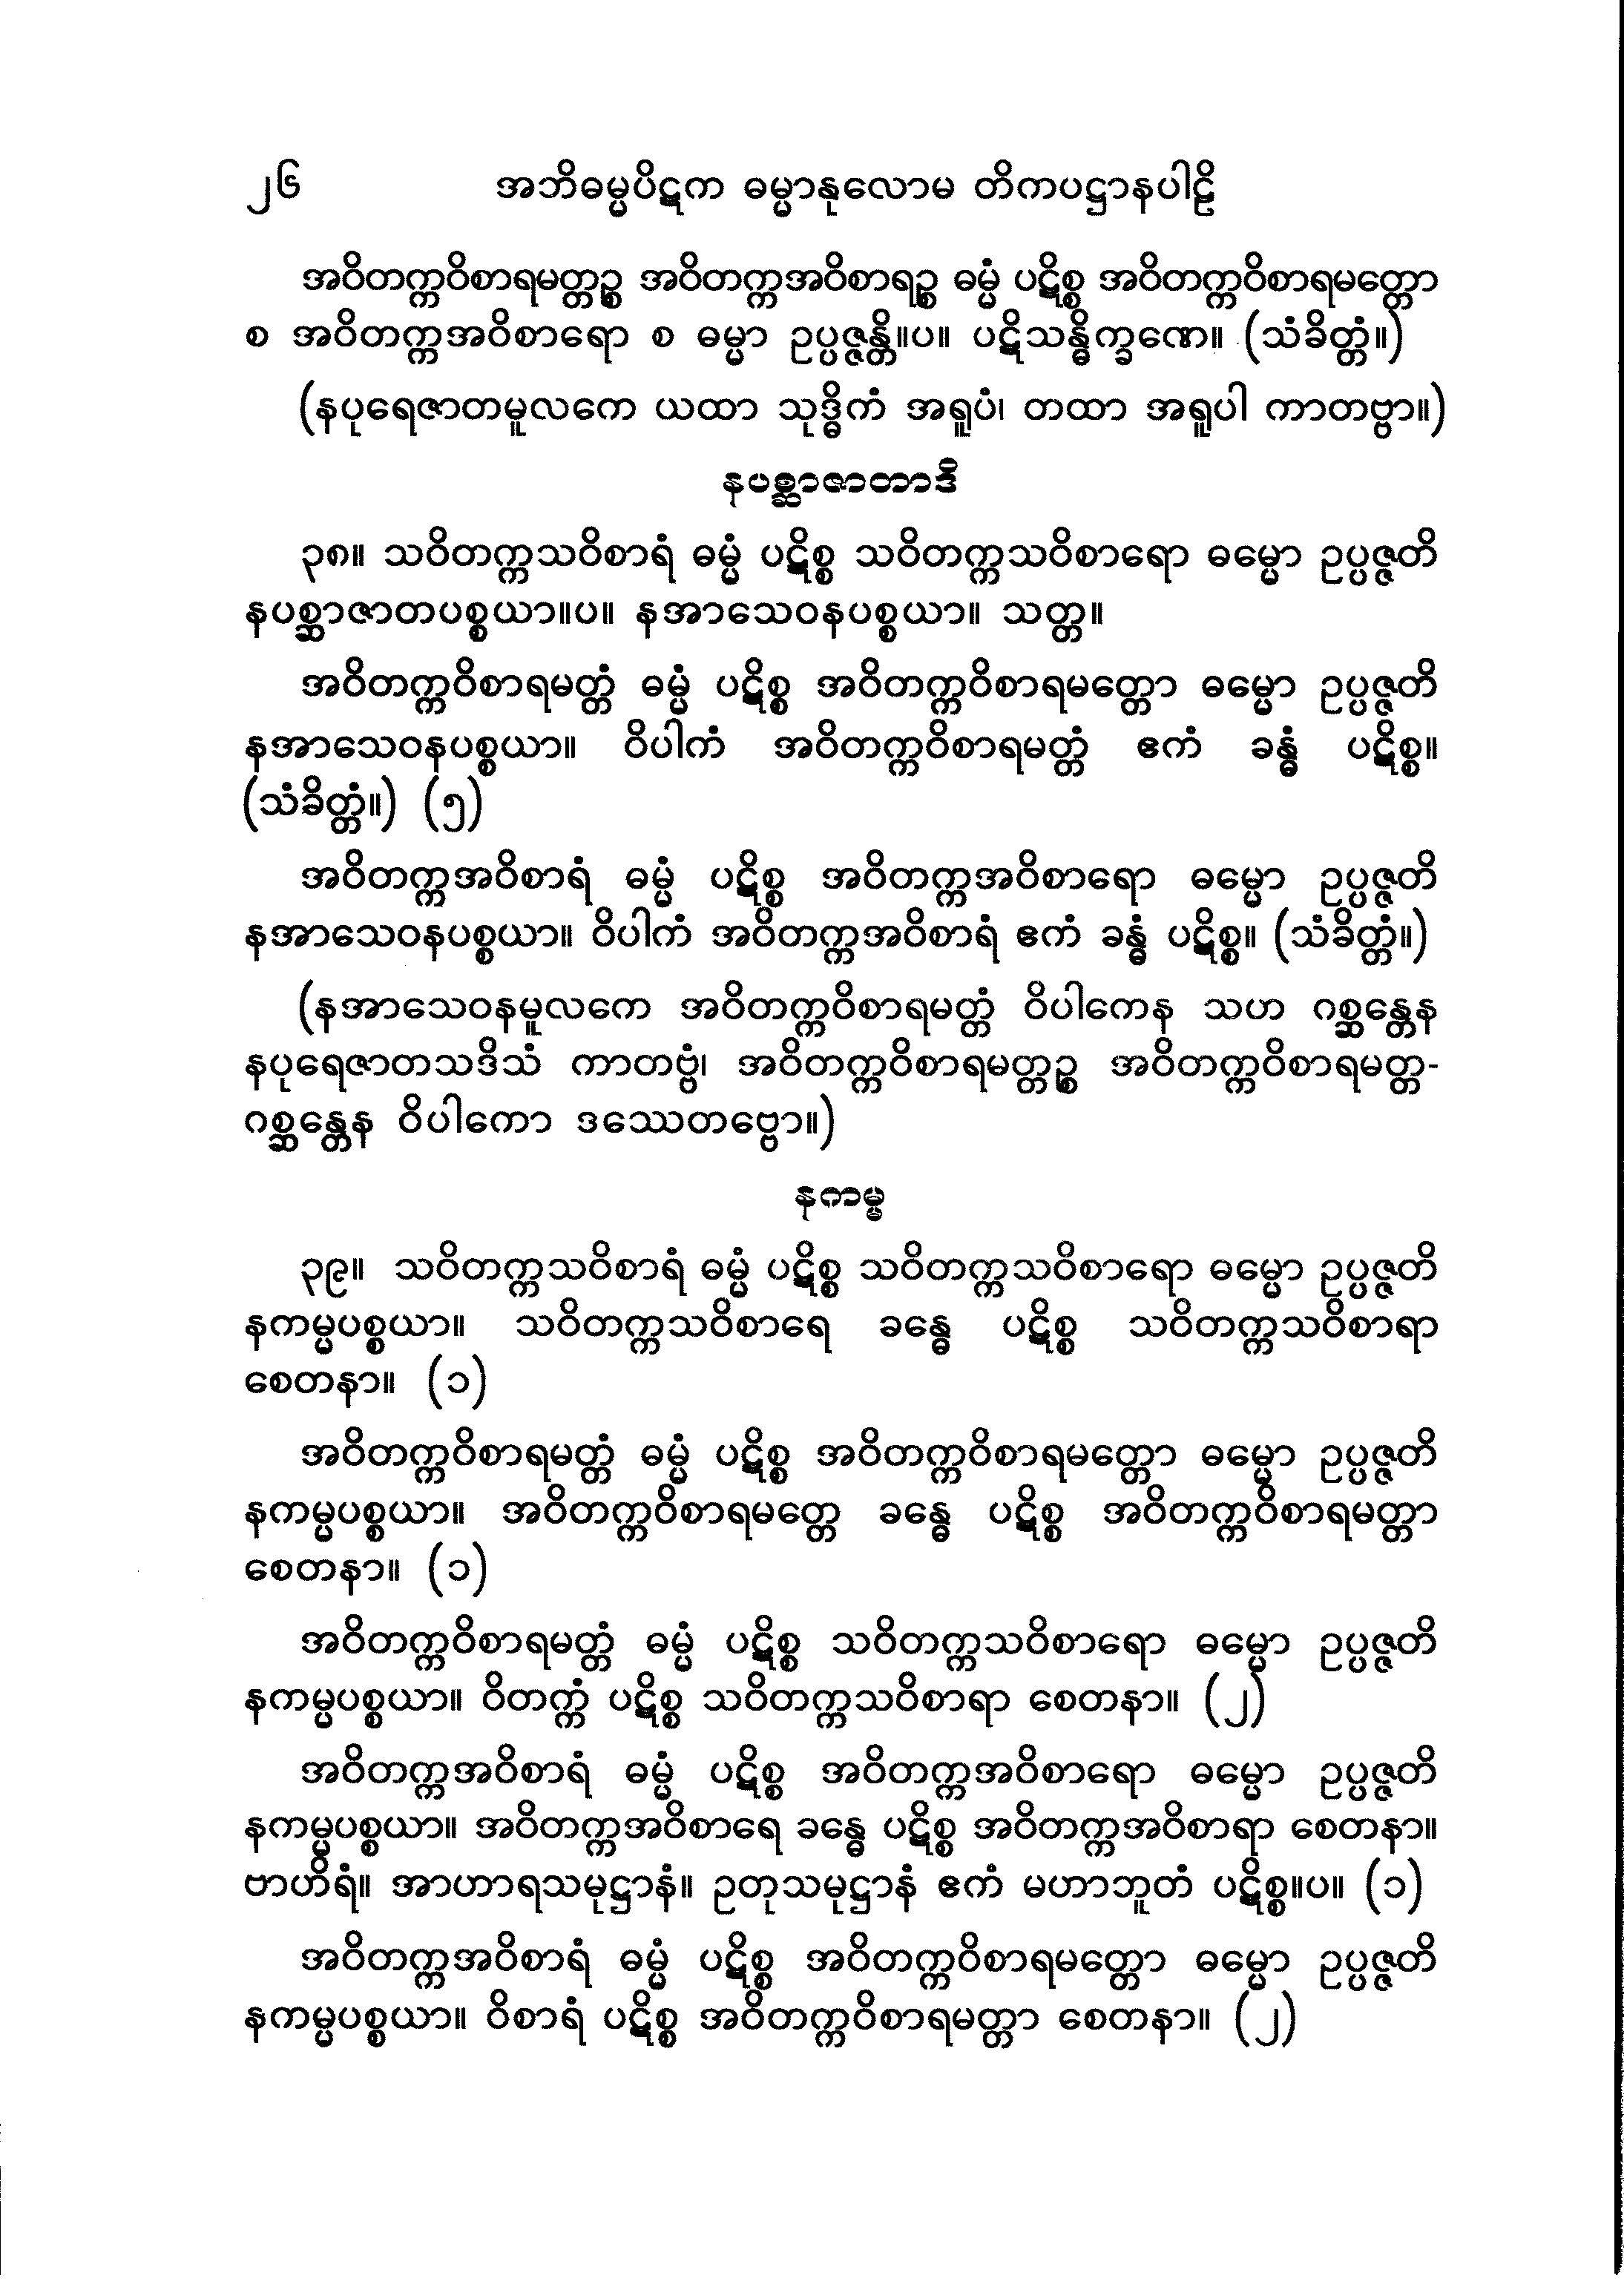 ၂၆ အဘိဓမ္မပိဋက ဓမ္မာနုလောမ တိကပဋ္ဌာနပါဠိ
အဝိတက္ကဝိစာရမတ္တဉ္စ အဝိတက္ကအဝိစာရဉ္စ ဓမ္မံ ပဋိစ္စ အဝိတက္ကဝိစာရမတ္တော
စ အဝိတက္ကအဝိစာရော စ ဓမ္မာ ဥပ္ပဇ္ဇန္တိ။ပ။ ပဋိသန္ဓိက္ခဏေ။ (သံခိတ္တံ။)
(နပုရေဇာတမူလကေ ယထာ သုဒ္ဓိကံ အရူပံ၊ တထာ အရူပါ ကာတဗ္ဗာ။)
နပစ္ဆာဇာတာဒိ
၃၈။ သဝိတက္ကသဝိစာရံ ဓမ္မံ ပဋိစ္စ သဝိတက္ကသဝိစာရော ဓမ္မော ဥပ္ပဇ္ဇတိ
နပစ္ဆာဇာတပစ္စယာ။ပ။ နအာသေဝနပစ္စယာ။ သတ္တ။
အဝိတက္ကဝိစာရမတ္တံ ဓမ္မံ ပဋိစ္စ အဝိတက္ကဝိစာရမတ္တော ဓမ္မော ဥပ္ပဇ္ဇတိ
နအာသေဝနပစ္စယာ။ ဝိပါကံ အဝိတက္ကဝိစာရမတ္တံ ဧကံ ခန္ဓံ ပဋိစ္စ။
(သံခိတ္တံ။) (၅)
အဝိတက္ကအဝိစာရံ ဓမ္မံ ပဋိစ္စ အဝိတက္ကအဝိစာရော ဓမ္မော ဥပ္ပဇ္ဇတိ
နအာသေဝနပစ္စယာ။ ဝိပါကံ အဝိတက္ကအဝိစာရံ ဧကံ ခန္ဓံ ပဋိစ္စ။ (သံခိတ္တံ။)
(နအာသေဝနမူလကေ အဝိတက္ကဝိစာရမတ္တံ ဝိပါကေန သဟ ဂစ္ဆန္တေန
နပုရေဇာတသဒိသံ ကာတဗ္ဗံ၊ အဝိတက္ကဝိစာရမတ္တဉ္စ အဝိတက္ကဝိစာရမတ္တ-
ဂစ္ဆန္တေန ဝိပါကော ဒဿေတဗ္ဗော။)
နကမ္မ
၃၉။ သဝိတက္ကသဝိစာရံ ဓမ္မံ ပဋိစ္စ သဝိတက္ကသဝိစာရော ဓမ္မော ဥပ္ပဇ္ဇတိ
နကမ္မပစ္စယာ။ သဝိတက္ကသဝိစာရေ ခန္ဓေ ပဋိစ္စ သဝိတက္ကသဝိစာရာ
စေတနာ။ (၁)
အဝိတက္ကဝိစာရမတ္တံ ဓမ္မံ ပဋိစ္စ အဝိတက္ကဝိစာရမတ္တော ဓမ္မော ဥပ္ပဇ္ဇတိ
နကမ္မပစ္စယာ။ အဝိတက္ကဝိစာရမတ္တေ ခန္ဓေ ပဋိစ္စ အဝိတက္ကဝိစာရမတ္တာ
စေတနာ။ (၁)
အဝိတက္ကဝိစာရမတ္တံ ဓမ္မံ ပဋိစ္စ သဝိတက္ကသဝိစာရော ဓမ္မော ဥပ္ပဇ္ဇတိ
နကမ္မပစ္စယာ။ ဝိတက္ကံ ပဋိစ္စ သဝိတက္ကသဝိစာရာ စေတနာ။ (၂)
အဝိတက္ကအဝိစာရံ ဓမ္မံ ပဋိစ္စ အဝိတက္ကအဝိစာရော ဓမ္မော ဥပ္ပဇ္ဇတိ
နကမ္မပစ္စယာ။ အဝိတက္ကအဝိစာရေ ခန္ဓေ ပဋိစ္စ အဝိတက္ကအဝိစာရာ စေတနာ။
ဗာဟိရံ။ အာဟာရသမုဋ္ဌာနံ။ ဥတုသမုဋ္ဌာနံ ဧကံ မဟာဘူတံ ပဋိစ္စ။ပ။ (၁)
အဝိတက္ကအဝိစာရံ ဓမ္မံ ပဋိစ္စ အဝိတက္ကဝိစာရမတ္တော ဓမ္မော ဥပ္ပဇ္ဇတိ
နကမ္မပစ္စယာ။ ဝိစာရံ ပဋိစ္စ အဝိတက္ကဝိစာရမတ္တာ စေတနာ။ (၂)